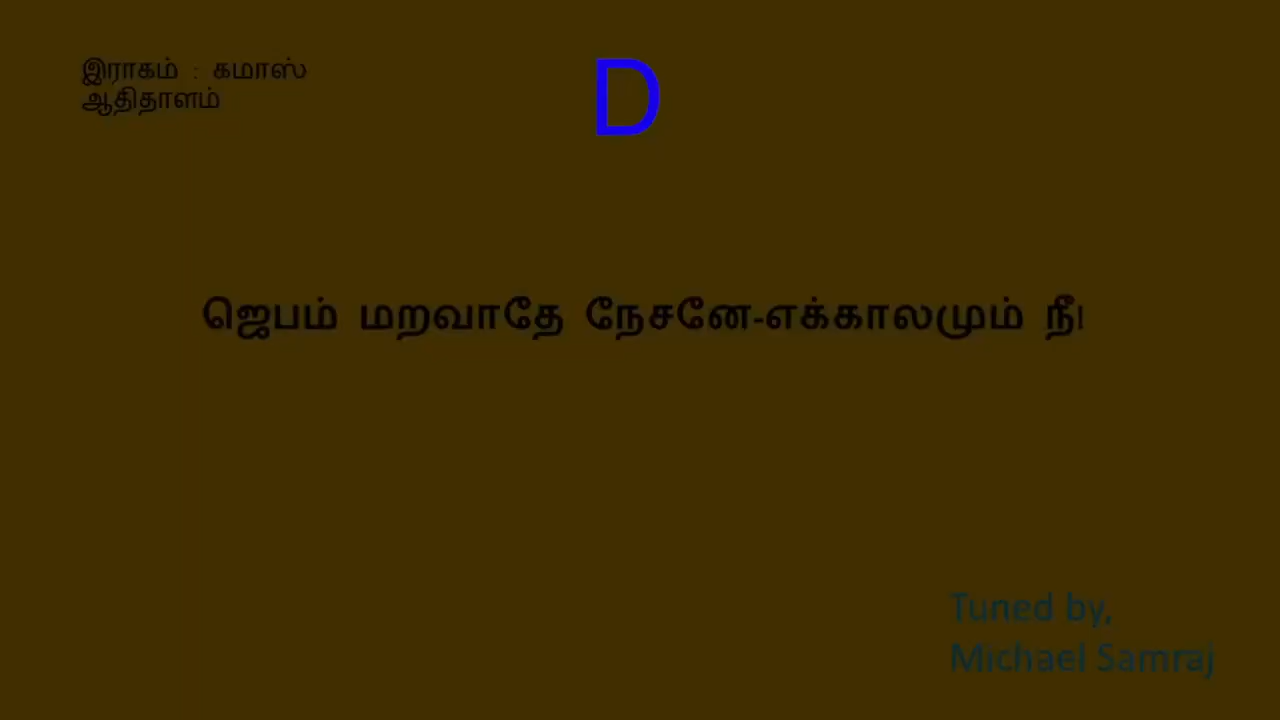 இராகம் : கமாஸ்
ஆதிதாளம்
D
ஜெபம் மறவாதே நேசனே-எக்காலமும் நீ
Tuned by,
Michael Samraj